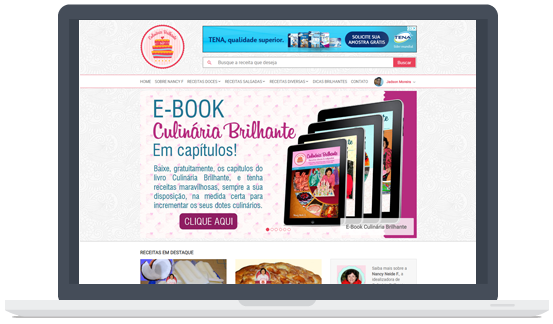 Culinária Brilhante
TENA, qualidade superior.
SOLICITE SUA
AMOSTRA GRÁTIS
TENA
Busque a receita que deseja
Buscar
HOME SOBRE NANCY F RECEITAS DOCES RECEITAS SALGADAS RECEITAS DIVERSAS DICAS BRILHANTES CONTATO
E-BOOK
Culinária Brilhante
Em capítulos!
Baixe, gratuitamente, os capítulos do
livro Culinária Brilhante, e tenha
receitas maravilhosas, sempre a sua
disposição, na medida certa para
incrementar os seus dotes culinários.
CLIQUE AQUI
Culinária Brilhante
E-Book Culinária Brilhante
RECEITAS EM DESTAQUE
Saiba mais sobre a
Nancy Neide F, a
idealizadora de